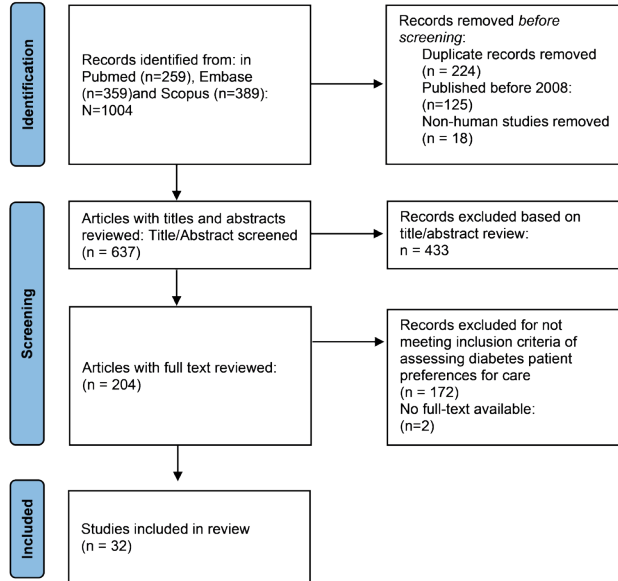 Identification
Records identified from: in
Pubmed (n=259), Embase
(n=359)and Scopus (n=389):
N=1004
Records removed before
screening:
Duplicate records removed
(n = 224)
Published before 2008:
(n=125)
Non-human studies removed
(n = 18)
Screening
Articles with titles and abstracts
reviewed: Title/Abstract screened
(n = 637)
Records excluded based on
title/abstract review:
n = 433
Articles with full text reviewed:
(n = 204)
Records excluded for not
meeting inclusion criteria of
assessing diabetes patient
preferences for care
(n = 172)
No full-text available:
(n=2)
Included
Studies included in review
(n = 32)